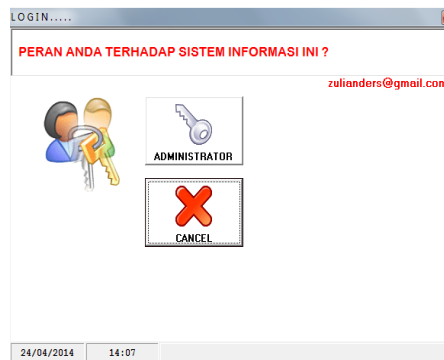 LOGIN.....
PERAN ANDA TERHADAP SISTEM INFORMASI INI ?
zulianders@gmail.com
ADMINISTRATOR
CANCEL
24/04/2014 14:07